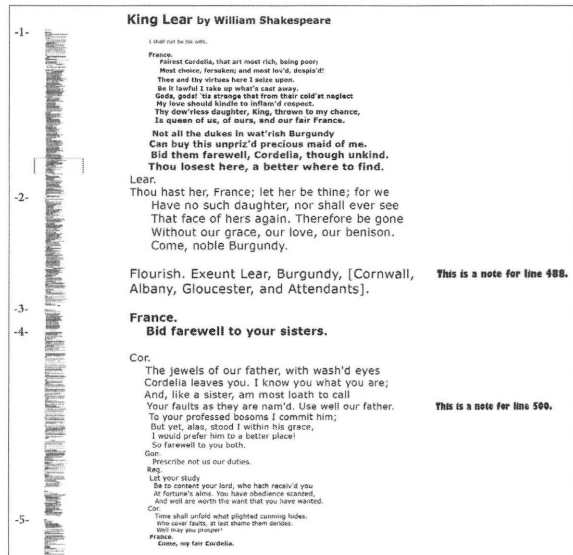 King Lear by William Shakespeare
-1-
I shall not be his wife.
France.
Fairest Cordelia, that art most rich, being poor;
Most choice, forsaken; and most lov'd, despis'd!
Thee and thy virtues here I seize upon.
Be it lawful I take up what's cast away.
Gods, gods! 'tis strange that from their cold'st neglect
My love should kindle to inflam'd respect.
Thy dow'rless daughter, King, thrown to my chance,
Is queen of us, of ours, and our fair France.
Not all the dukes in wat'rish Burgundy
Can buy this unpriz'd precious maid of me.
Bid them farewell, Cordelia, though unkind.
Thou losest here, a better where to find.
Lear.
-2-
Thou hast her, France; let her be thine; for we
Have no such daughter, nor shall ever see
That face of hers again. Therefore be gone
Without our grace, our love, our benison.
Come, noble Burgundy.
Flourish. Exeunt Lear, Burgundy, [Cornwall,
This is a note for line 488.
Albany, Gloucester, and Attendants].
-3-
France.
-4-
Bid farewell to your sisters.
Cor.
The jewels of our father, with wash'd eyes
Cordelia leaves you. I know you what you are;
And, like a sister, am most loath to call
Your faults as they are nam'd. Use well our father.
This is a note for line 500.
To your professed bosoms I commit him;
But yet, alas, stood I within his grace,
I would prefer him to a better place!
So farewell to you both.
Gon.
Prescribe not us our duties.
Reg.
Let your study
Be to content your lord, who hath receiv'd you
At fortune's alms. You have obedience scanted,
And well are worth the want that you have wanted.
Cor.
-5-
Time shall unfold what plighted cunning hides.
Who cover faults, at last shame them derides.
Well may you prosper!
France.
Come, my fair Cordelia.